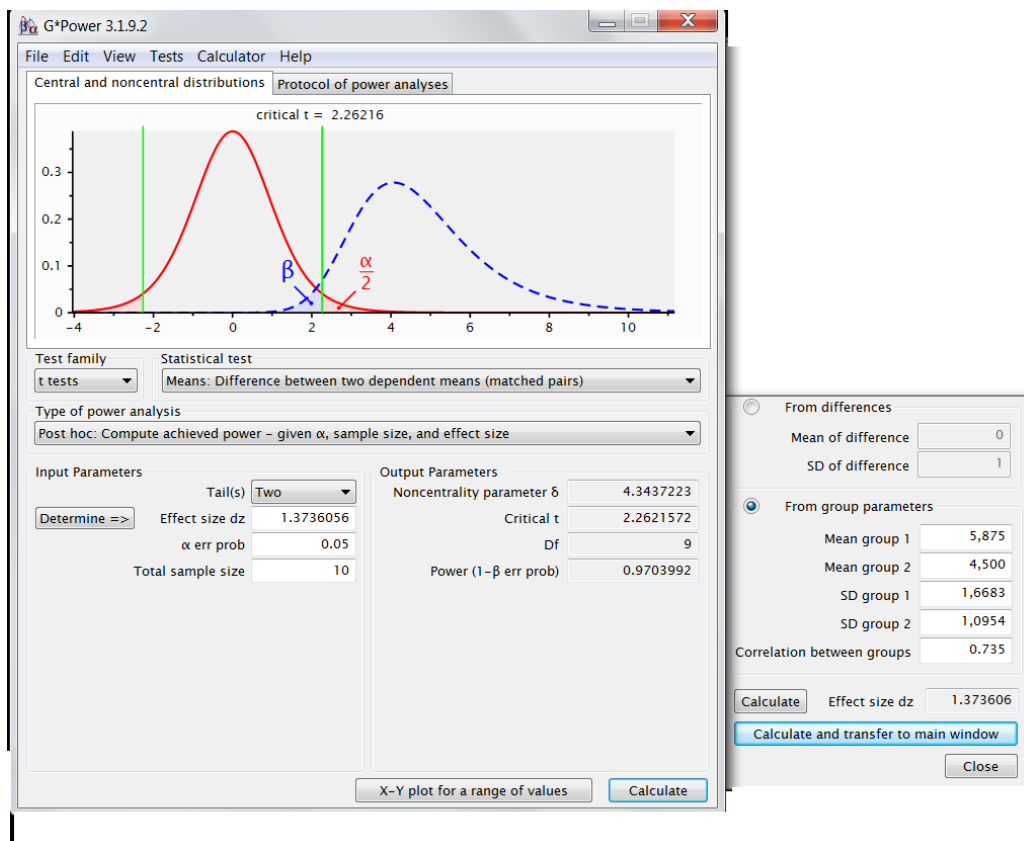 G*Power 3.1.9.2
File Edit View Tests Calculator Help
Central and noncentral distributions Protocol of power analyses
critical t = 2.26216
0.3
0.2
0.1
0
β
α
2
-4 -2 0 2 4 6 8 10
Test family Statistical test
t tests Means: Difference between two dependent means (matched pairs)
Type of power analysis
Post hoc: Compute achieved power – given α, sample size, and effect size
Input Parameters
Tail(s) Two
Determine => Effect size dz 1.3736056
α err prob 0.05
Total sample size 10
Output Parameters
Noncentrality parameter δ 4.3437223
Critical t 2.2621572
Df 9
Power (1-β err prob) 0.9703992
X-Y plot for a range of values Calculate
From differences
Mean of difference 0
SD of difference 1
From group parameters
Mean group 1 5,875
Mean group 2 4,500
SD group 1 1,6683
SD group 2 1,0954
Correlation between groups 0.735
Calculate Effect size dz 1.373606
Calculate and transfer to main window
Close